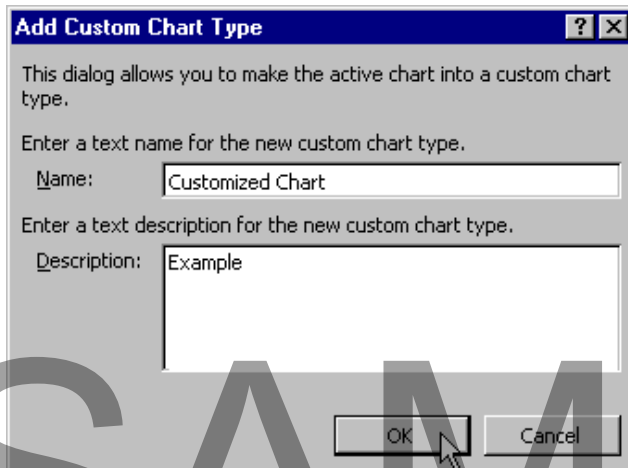 Add Custom Chart Type
This dialog allows you to make the active chart into a custom chart
type.
Enter a text name for the new custom chart type.
Name: Customized Chart
Enter a text description for the new custom chart type.
Description: Example
OK Cancel
SAM